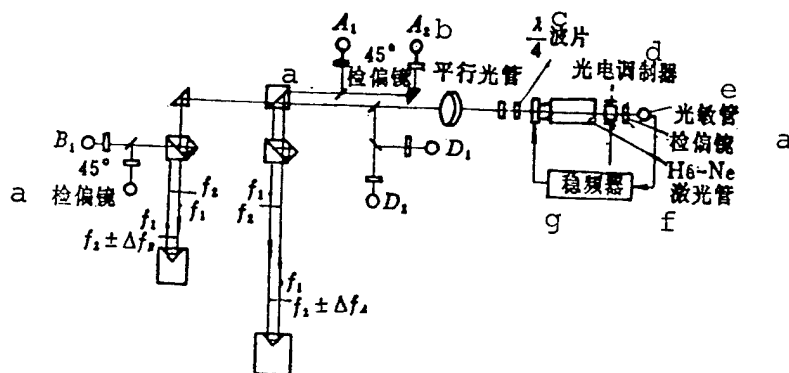 A₁ A₂ b
45° 检偏镜
a
平行光管
λ/4 波片
c
光电调制器
d
e
光敏管
检偏镜
a
Hθ-Ne 激光管
稳频器
g
f
B₁
45° 检偏镜
a
D₁
D₂
f₂
f₁
f₁
f₂ ± Δf_B
f₁
f₂
f₁
f₂ ± Δf_A